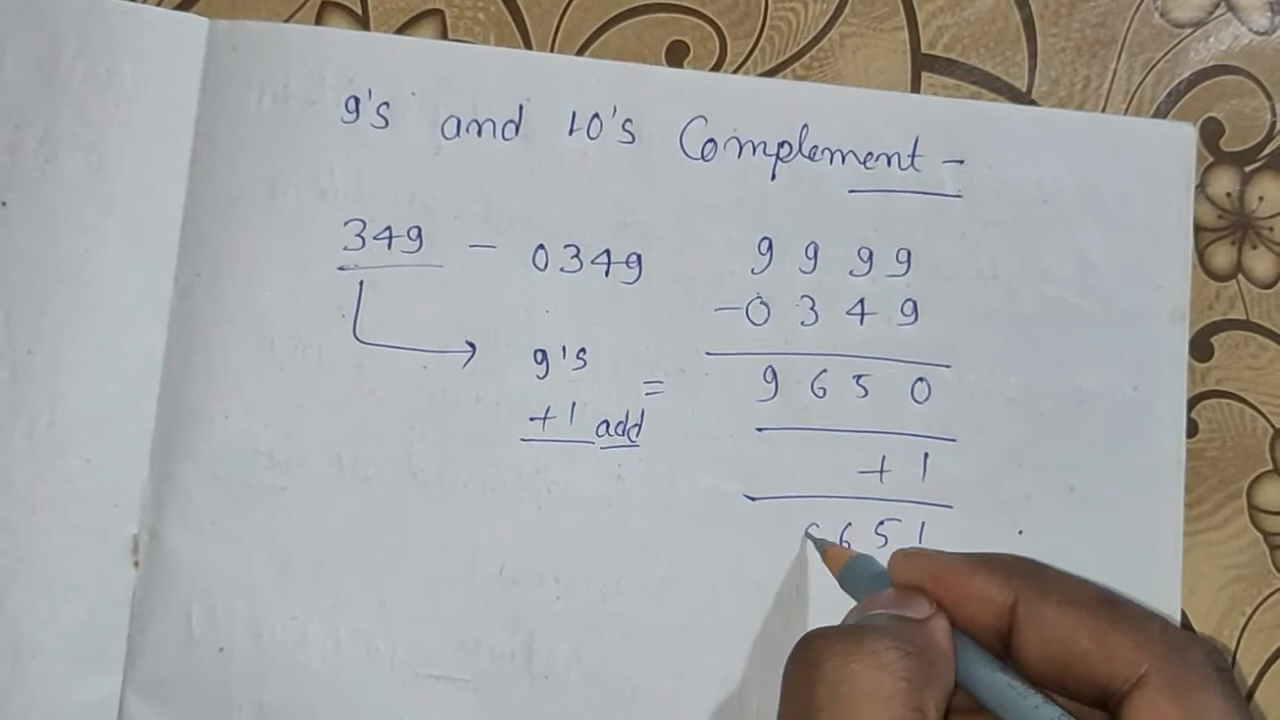 9's and 10's Complement -
349 - 0349
9's
+1 add
=
9 9 9 9
-0 3 4 9
9 6 5 0
+ 1
6 5 1